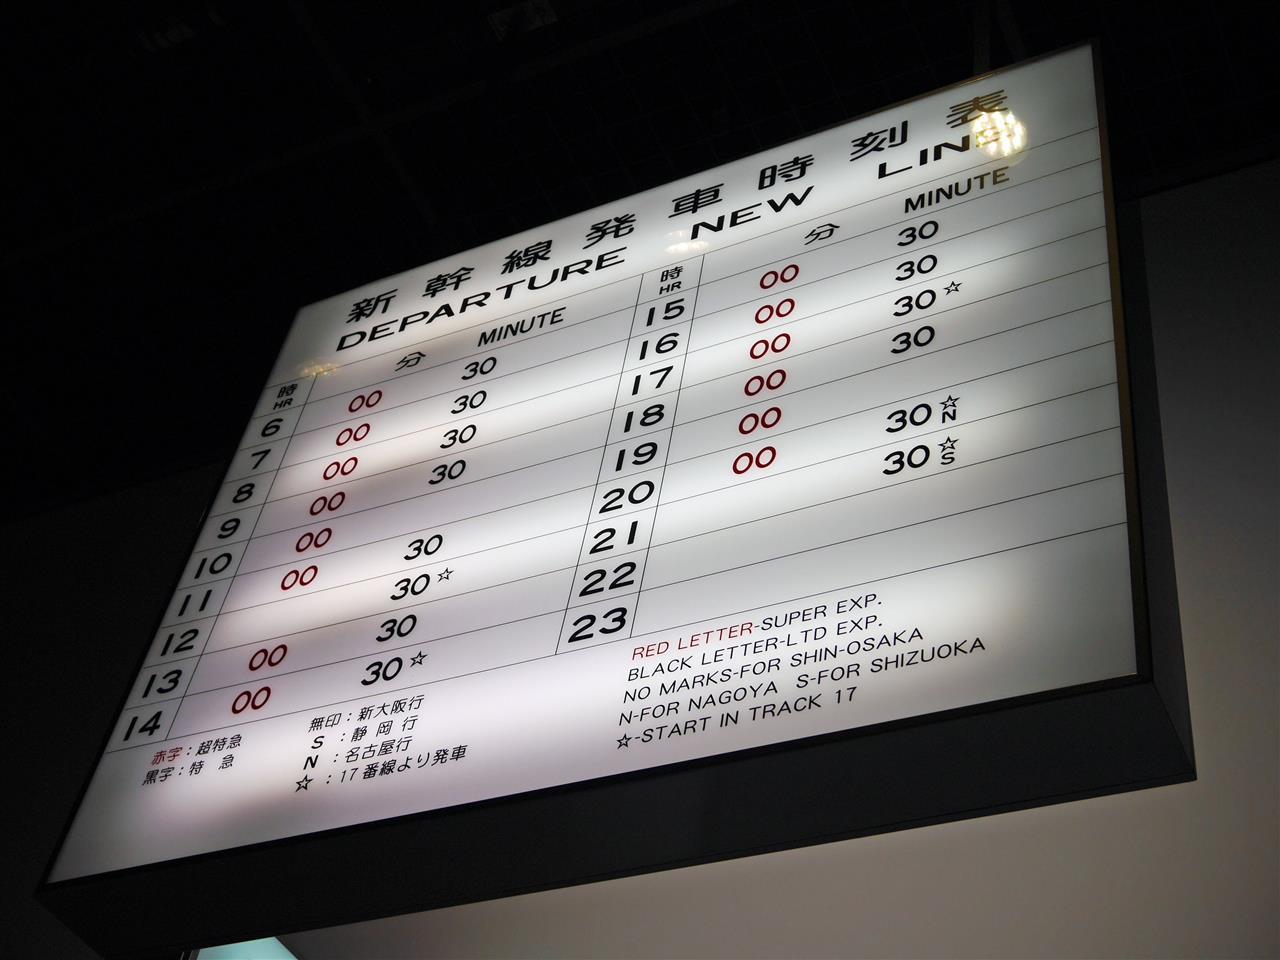 新幹線発車時刻表
DEPARTURE NEW LINE
時 HR 分 MINUTE
6 00 30
7 00 30
8 00 30
9 00 30
10 00
11 00 30
12 30☆
13 00 30
14 00 30☆
時 HR 分 MINUTE
15 00 30
16 00 30
17 00 30☆
18 00 30
19 00
20 00 30☆N
21 30☆S
22
23
赤字：超特急
黒字：特 急
無印：新大阪行
S：静 岡 行
N：名古屋行
☆：17番線より発車
RED LETTER-SUPER EXP.
BLACK LETTER-LTD EXP.
NO MARKS-FOR SHIN-OSAKA
N-FOR NAGOYA S-FOR SHIZUOKA
☆-START IN TRACK 17